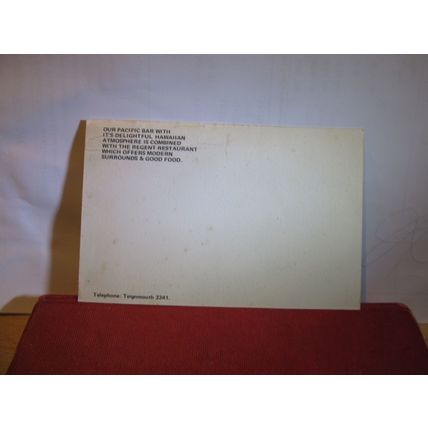 OUR PACIFIC BAR WITH
IT'S DELIGHTFUL HAWAIIAN
ATMOSPHERE IS COMBINED
WITH THE REGENT RESTAURANT
WHICH OFFERS MODERN
SURROUNDS & GOOD FOOD.
Telephone: Teignmouth 2341.